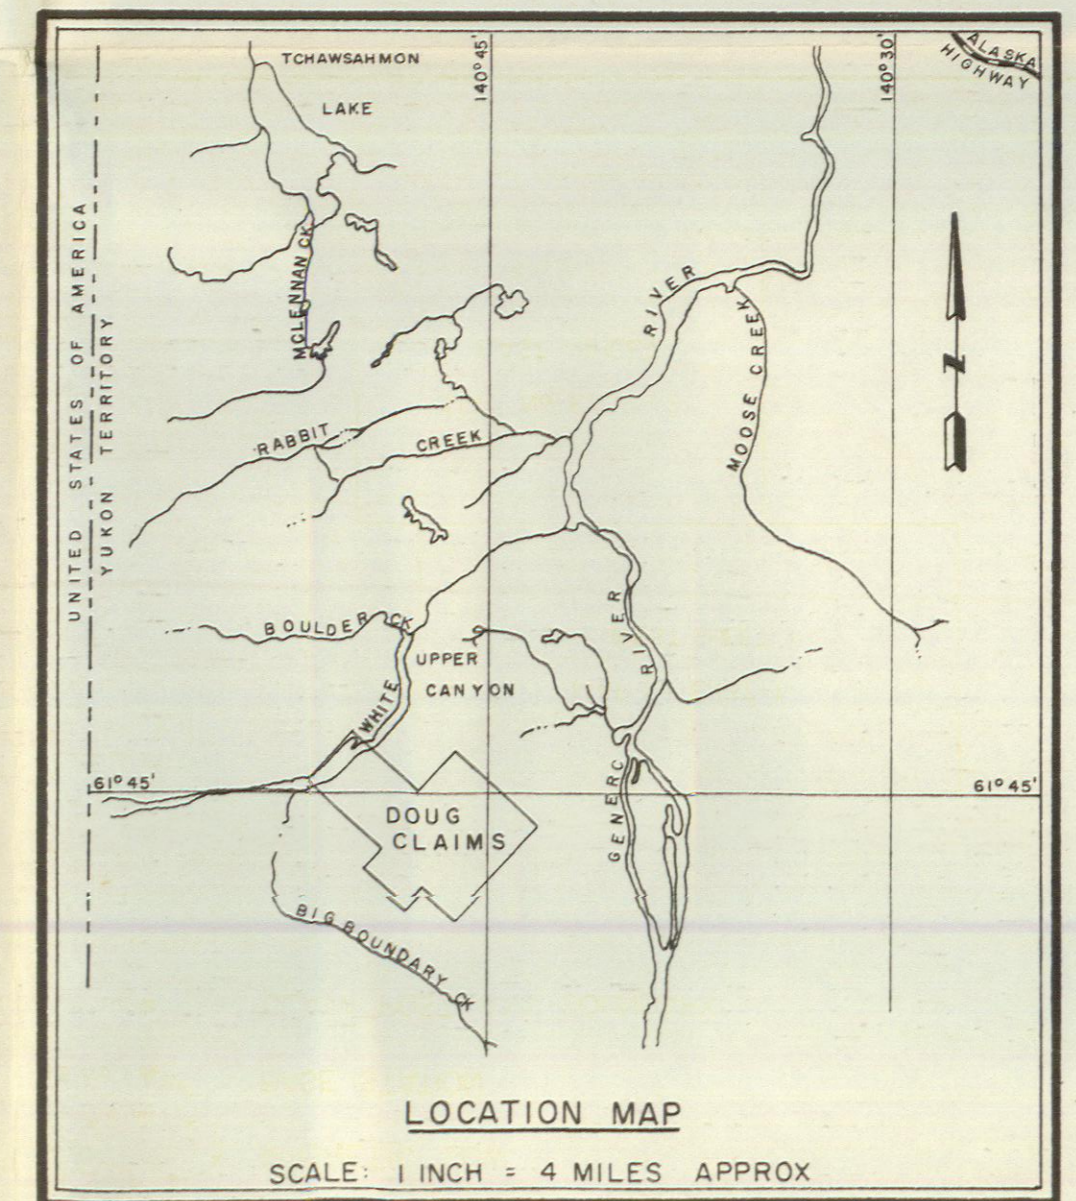 TCHAWSAHMON
LAKE
140° 45'
140° 30'
ALASKA
HIGHWAY
UNITED STATES OF AMERICA
YUKON TERRITORY
MCLENNAN CK
RIVER
MOOSE CREEK
N
RABBIT CREEK
BOULDER CK
UPPER
CANYON
WHITE
RIVER
GENERC
61° 45'
61° 45'
DOUG
CLAIMS
BIG BOUNDARY CK
LOCATION MAP
SCALE: 1 INCH = 4 MILES APPROX